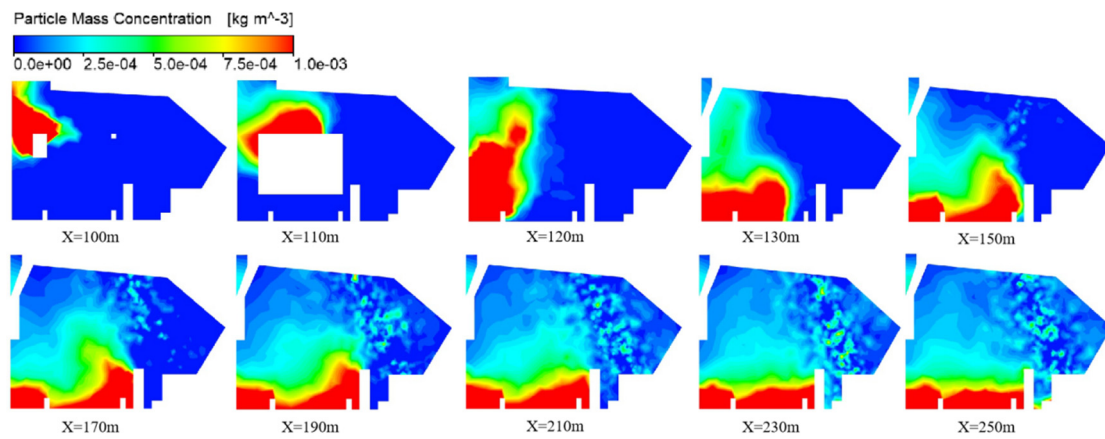 Particle Mass Concentration [kg m^-3]
0.0e+00 2.5e-04 5.0e-04 7.5e-04 1.0e-03
X=100m X=110m X=120m X=130m X=150m
X=170m X=190m X=210m X=230m X=250m